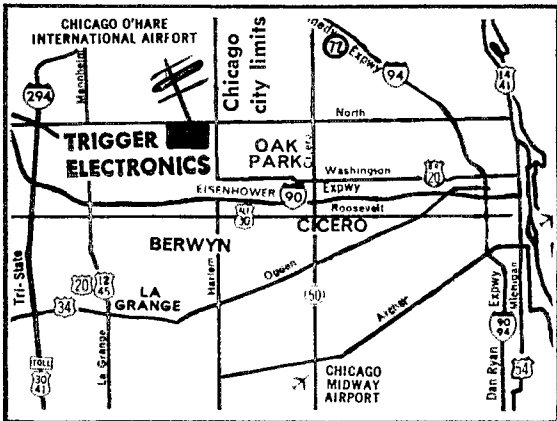 CHICAGO O'HARE
INTERNATIONAL AIRPORT
Mannheim
Chicago
city limits
Expwy
94
14
41
294
72
North
TRIGGER
ELECTRONICS
OAK
PARK
Washington
20
EISENHOWER
90
Expwy
ALT
30
Roosevelt
CICERO
BERWYN
Tri-State
20
12
45
34
LA
GRANGE
Harlem
Ogden
50
Archer
Expwy
Michigan
TOLL
30
41
La Grange
CHICAGO
MIDWAY
AIRPORT
Dan Ryan
90
94
54